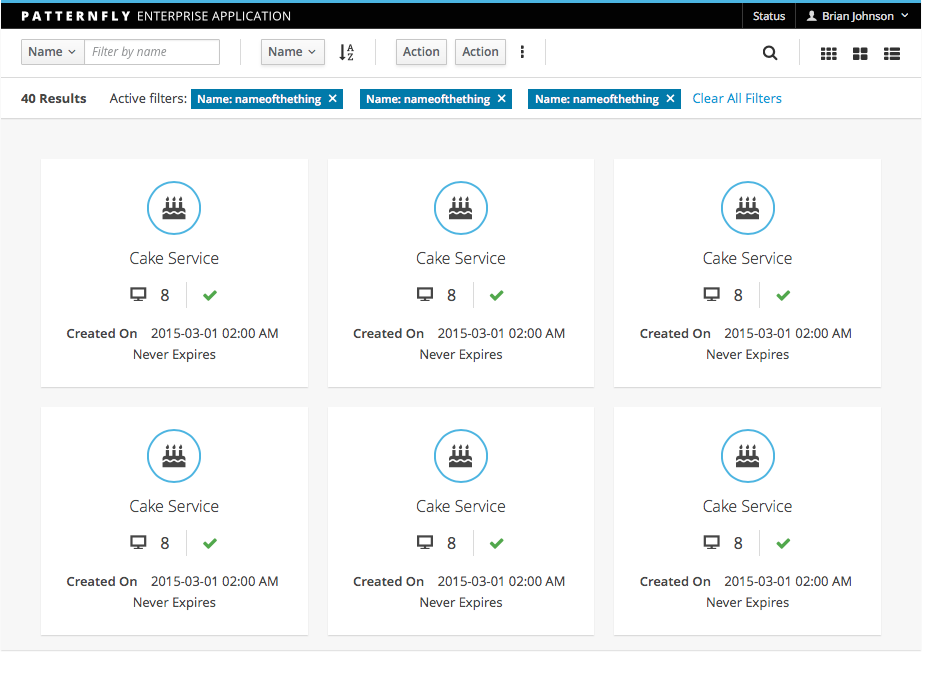 PATTERNFLY ENTERPRISE APPLICATION Status Brian Johnson
Name Filter by name Name A Z Action Action
40 Results Active filters: Name: nameofthething × Name: nameofthething × Name: nameofthething × Clear All Filters
Cake Service Cake Service Cake Service
8 8 8
Created On 2015-03-01 02:00 AM Created On 2015-03-01 02:00 AM Created On 2015-03-01 02:00 AM
Never Expires Never Expires Never Expires
Cake Service Cake Service Cake Service
8 8 8
Created On 2015-03-01 02:00 AM Created On 2015-03-01 02:00 AM Created On 2015-03-01 02:00 AM
Never Expires Never Expires Never Expires